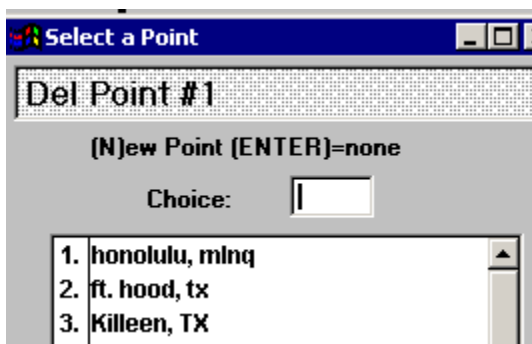 Select a Point
Del Point #1
(N)ew Point (ENTER)=none
Choice:
1. honolulu, mlnq
2. ft. hood, tx
3. Killeen, TX